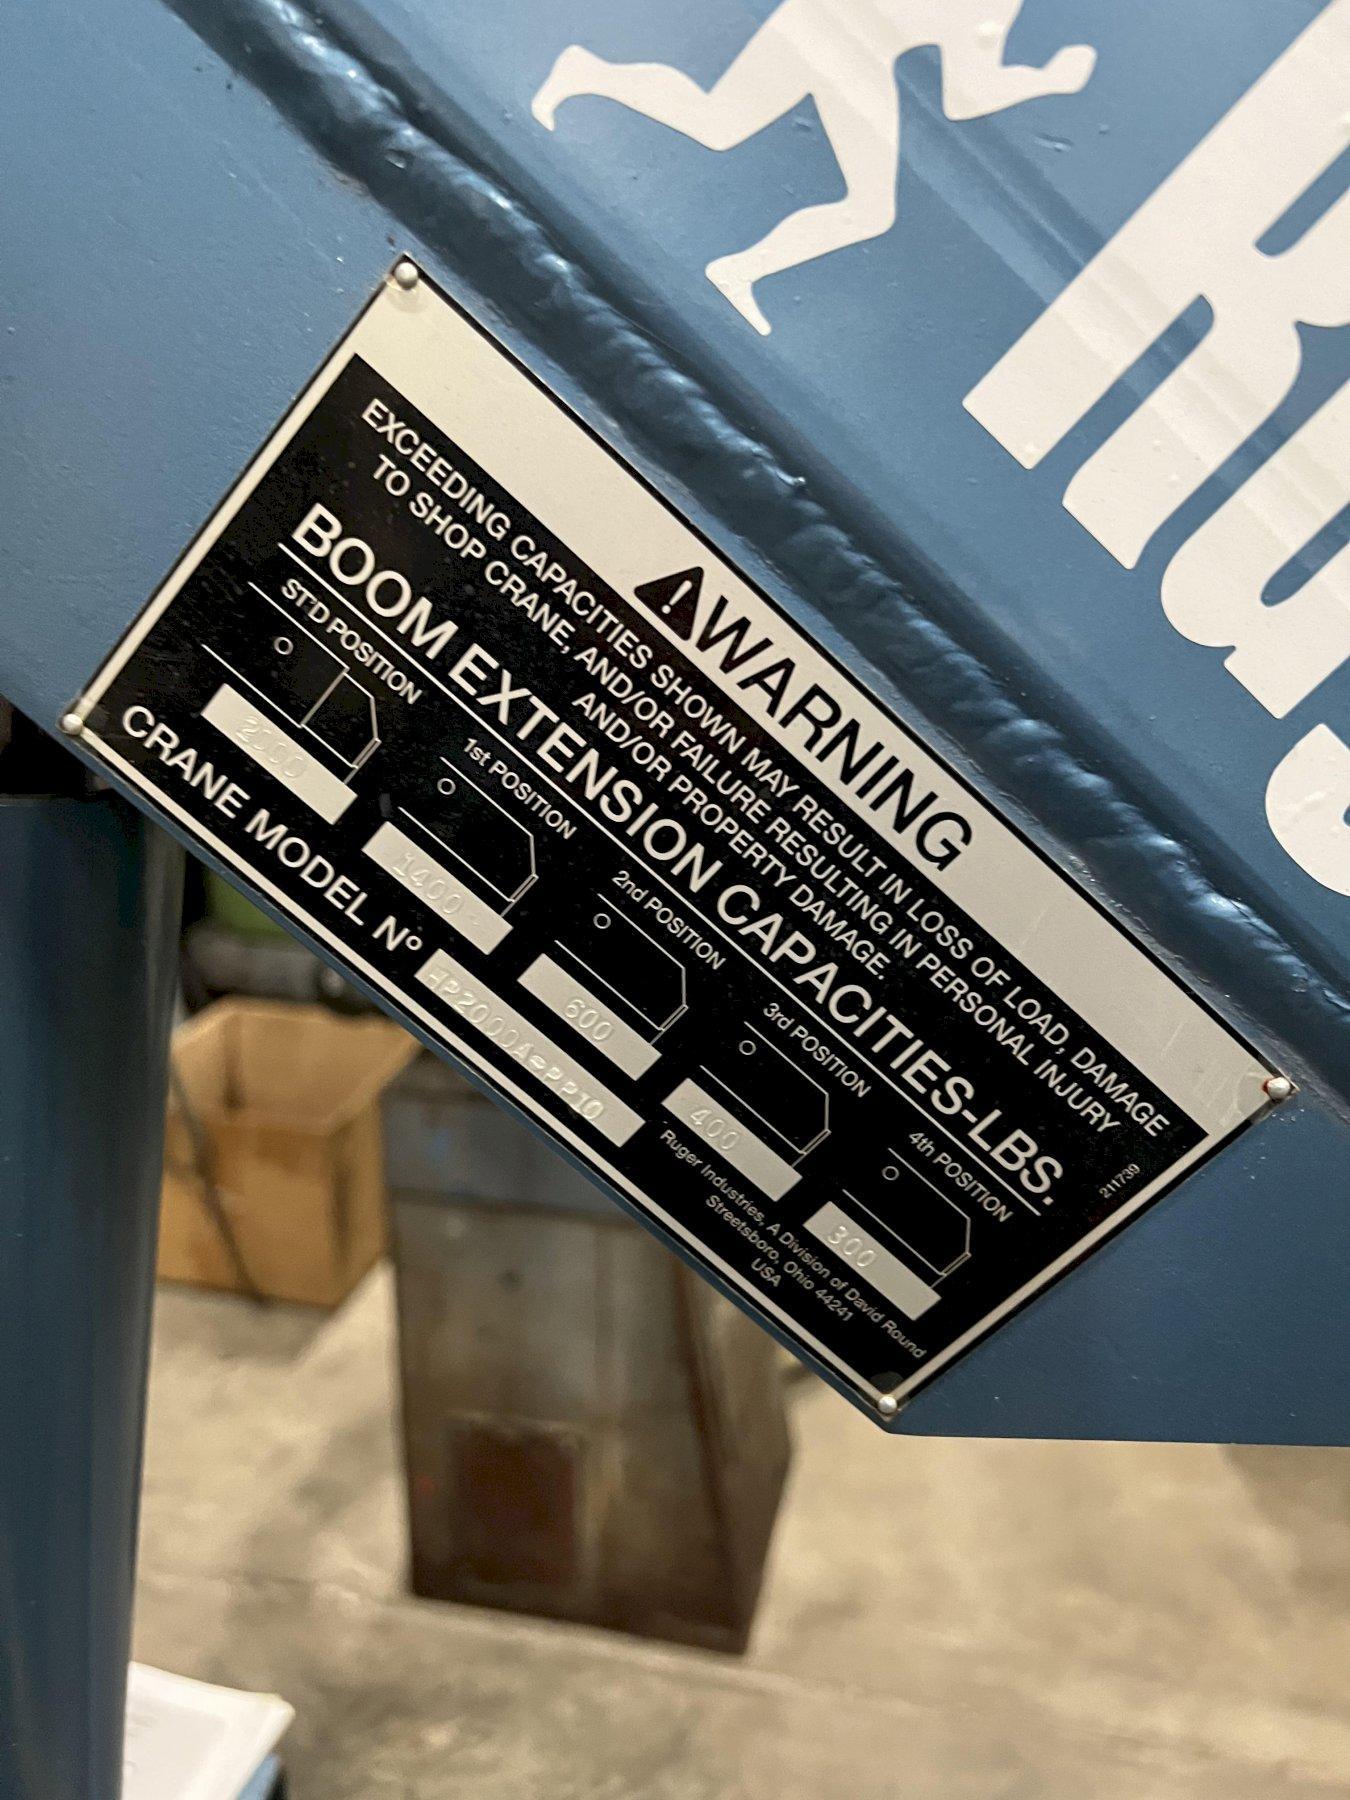 ⚠WARNING
EXCEEDING CAPACITIES SHOWN MAY RESULT IN LOSS OF LOAD, DAMAGE
TO SHOP CRANE, AND/OR FAILURE RESULTING IN PERSONAL INJURY
AND/OR PROPERTY DAMAGE.
BOOM EXTENSION CAPACITIES-LBS.
ST'D POSITION
1st POSITION
2nd POSITION
3rd POSITION
4th POSITION
2000
1400
600
400
300
CRANE MODEL Nº HP2000A-PP10
Ruger Industries, A Division of David Round
Streetsboro, Ohio 44241
USA
211739